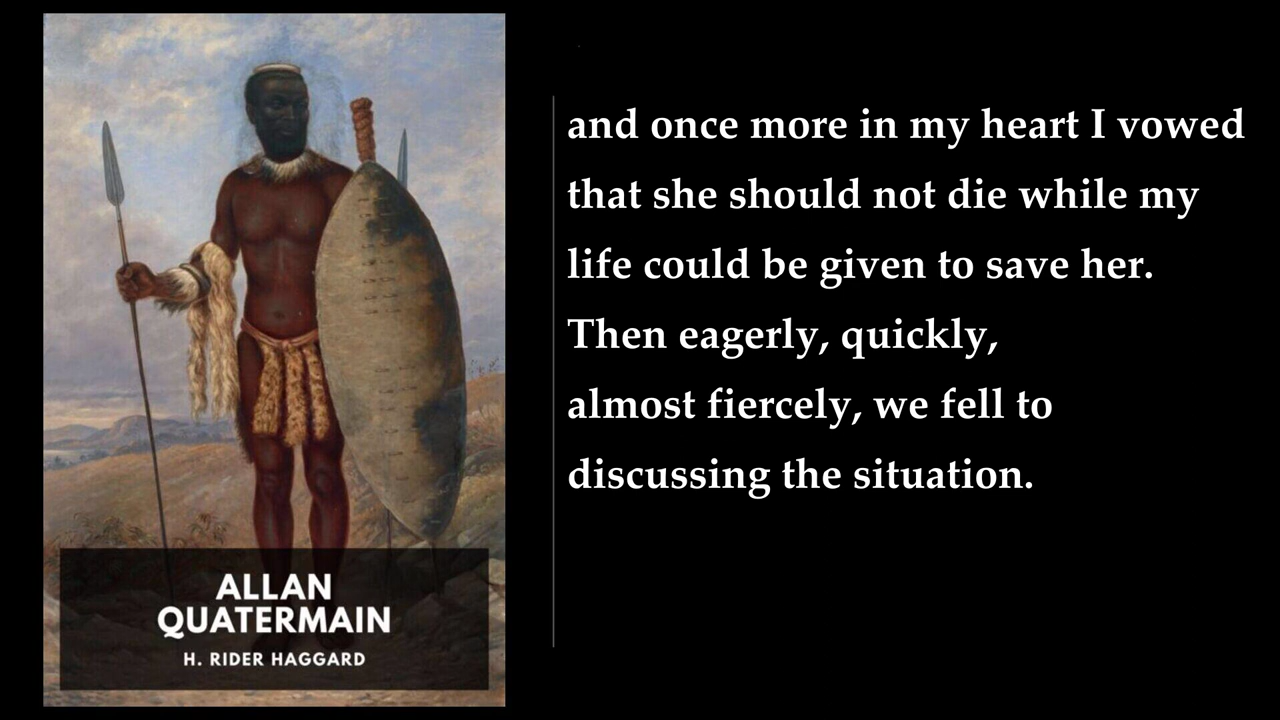 ALLAN
QUATERMAIN
H. RIDER HAGGARD
and once more in my heart I vowed
that she should not die while my
life could be given to save her.
Then eagerly, quickly,
almost fiercely, we fell to
discussing the situation.